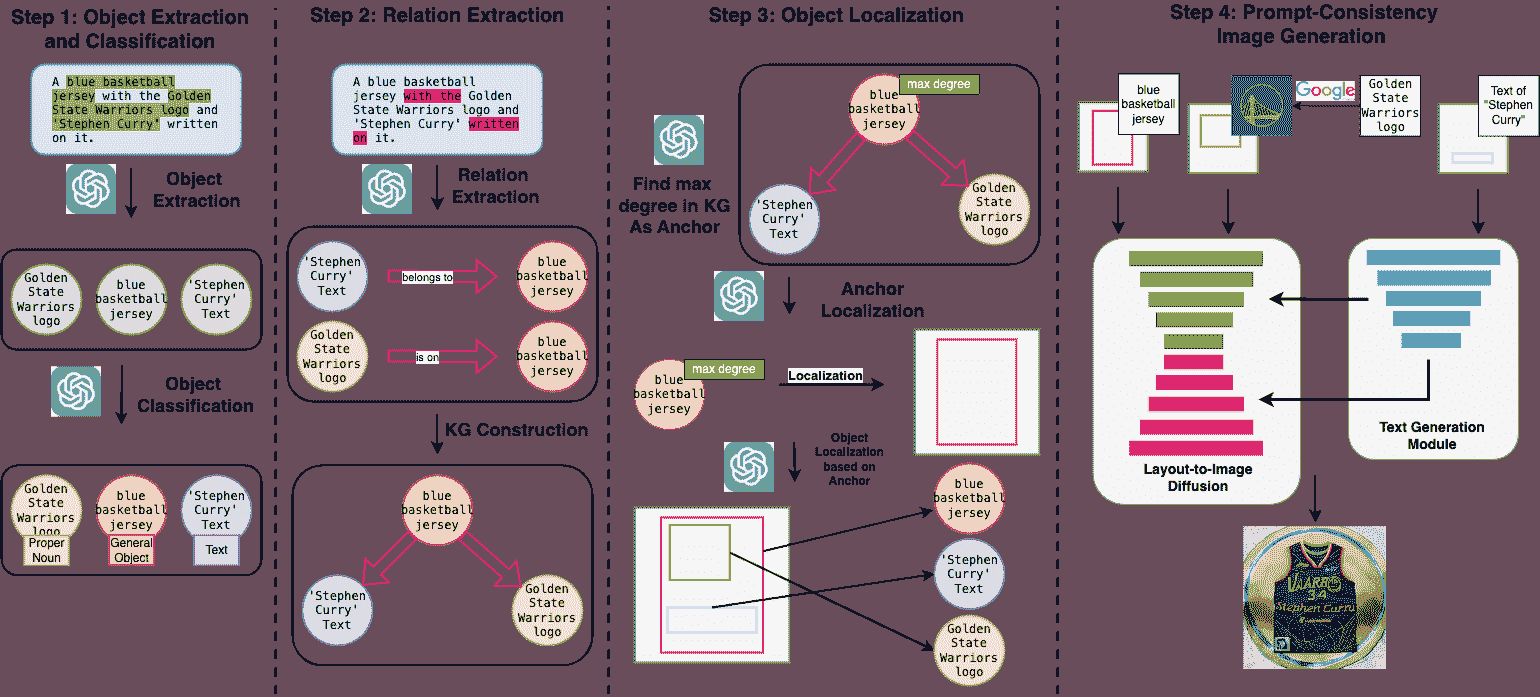 Step 1: Object Extraction
and Classification
A blue basketball
jersey with the Golden
State Warriors logo and
'Stephen Curry' written
on it.
Object
Extraction
Golden
State
Warriors
logo
blue
basketball
jersey
'Stephen
Curry'
Text
Object
Classification
Golden
State
Warriors
logo
Proper
Noun
blue
basketball
jersey
General
Object
'Stephen
Curry'
Text
Text
Step 2: Relation Extraction
A blue basketball
jersey with the Golden
State Warriors logo and
'Stephen Curry' written
on it.
Relation
Extraction
'Stephen
Curry'
Text
belongs to
blue
basketball
jersey
Golden
State
Warriors
logo
is on
blue
basketball
jersey
KG Construction
blue
basketball
jersey
'Stephen
Curry'
Text
Golden
State
Warriors
logo
Step 3: Object Localization
Find max
degree in KG
As Anchor
max degree
blue
basketball
jersey
'Stephen
Curry'
Text
Golden
State
Warriors
logo
Anchor
Localization
max degree
blue
basketball
jersey
Localization
Object
Localization
based on
Anchor
blue
basketball
jersey
'Stephen
Curry'
Text
Golden
State
Warriors
logo
Step 4: Prompt-Consistency
Image Generation
blue
basketball
jersey
Google
Golden
State
Warriors
logo
Text of
"Stephen
Curry"
Layout-to-Image
Diffusion
Text Generation
Module
34
Stephen Curry